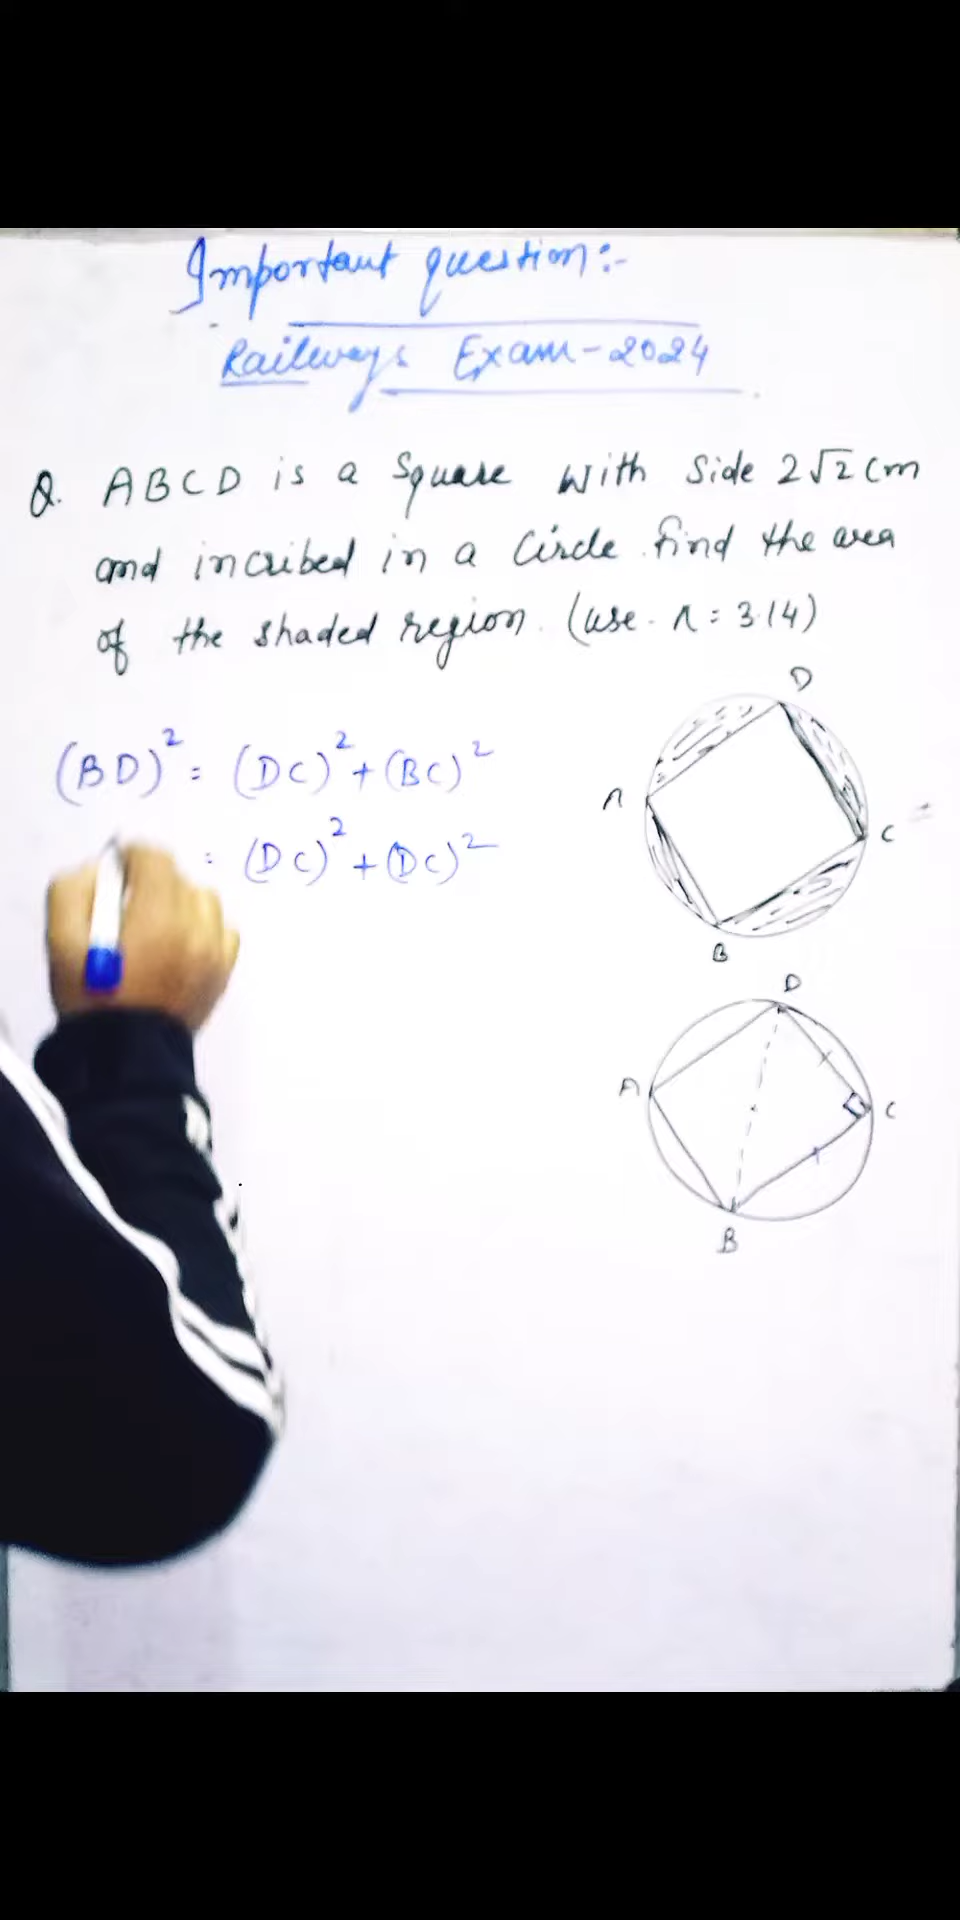 Important question:-
Railways Exam-2024
Q. ABCD is a Square with Side 2√2 cm
and incribed in a Circle. find the area
of the shaded region. (use. π = 3.14)
D
(BD)² = (DC)² + (BC)²
A
C
= (DC)² + (DC)²
B
D
A
C
B